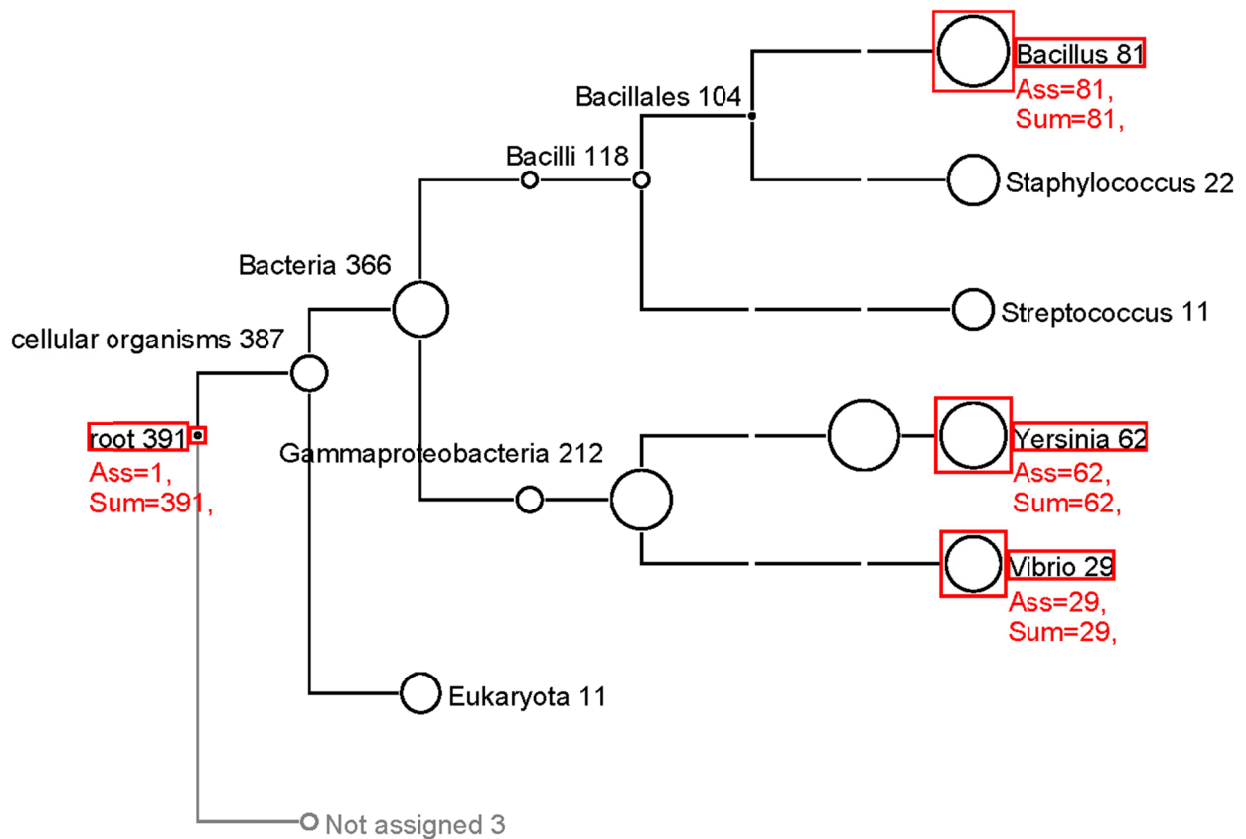 Bacillus 81
Ass=81,
Sum=81,
Bacillales 104
Bacilli 118
Staphylococcus 22
Bacteria 366
Streptococcus 11
cellular organisms 387
root 391
Ass=1,
Sum=391,
Gammaproteobacteria 212
Yersinia 62
Ass=62,
Sum=62,
Vibrio 29
Ass=29,
Sum=29,
Eukaryota 11
Not assigned 3